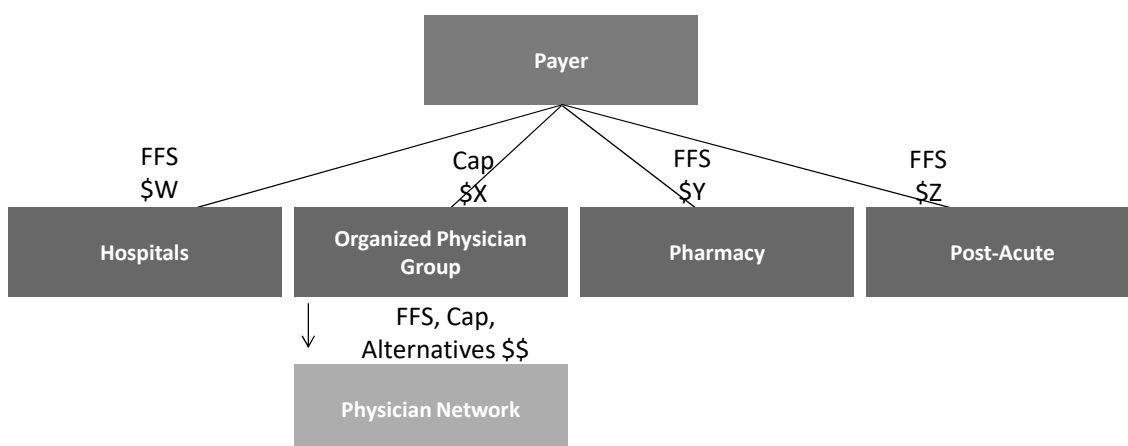 Payer
FFS
$W
Cap
$X
FFS
$Y
FFS
$Z
Hospitals
Organized Physician
Group
Pharmacy
Post-Acute
FFS, Cap,
Alternatives $$
Physician Network